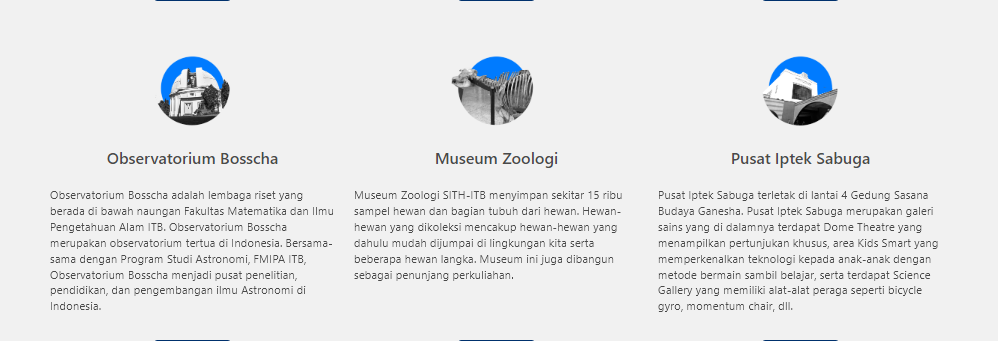 Observatorium Bosscha
Observatorium Bosscha adalah lembaga riset yang
berada di bawah naungan Fakultas Matematika dan Ilmu
Pengetahuan Alam ITB. Observatorium Bosscha
merupakan observatorium tertua di Indonesia. Bersama-
sama dengan Program Studi Astronomi, FMIPA ITB,
Observatorium Bosscha menjadi pusat penelitian,
pendidikan, dan pengembangan ilmu Astronomi di
Indonesia.
Museum Zoologi
Museum Zoologi SITH-ITB menyimpan sekitar 15 ribu
sampel hewan dan bagian tubuh dari hewan. Hewan-
hewan yang dikoleksi mencakup hewan-hewan yang
dahulu mudah dijumpai di lingkungan kita serta
beberapa hewan langka. Museum ini juga dibangun
sebagai penunjang perkuliahan.
Pusat Iptek Sabuga
Pusat Iptek Sabuga terletak di lantai 4 Gedung Sasana
Budaya Ganesha. Pusat Iptek Sabuga merupakan galeri
sains yang di dalamnya terdapat Dome Theatre yang
menampilkan pertunjukan khusus, area Kids Smart yang
memperkenalkan teknologi kepada anak-anak dengan
metode bermain sambil belajar, serta terdapat Science
Gallery yang memiliki alat-alat peraga seperti bicycle
gyro, momentum chair, dll.